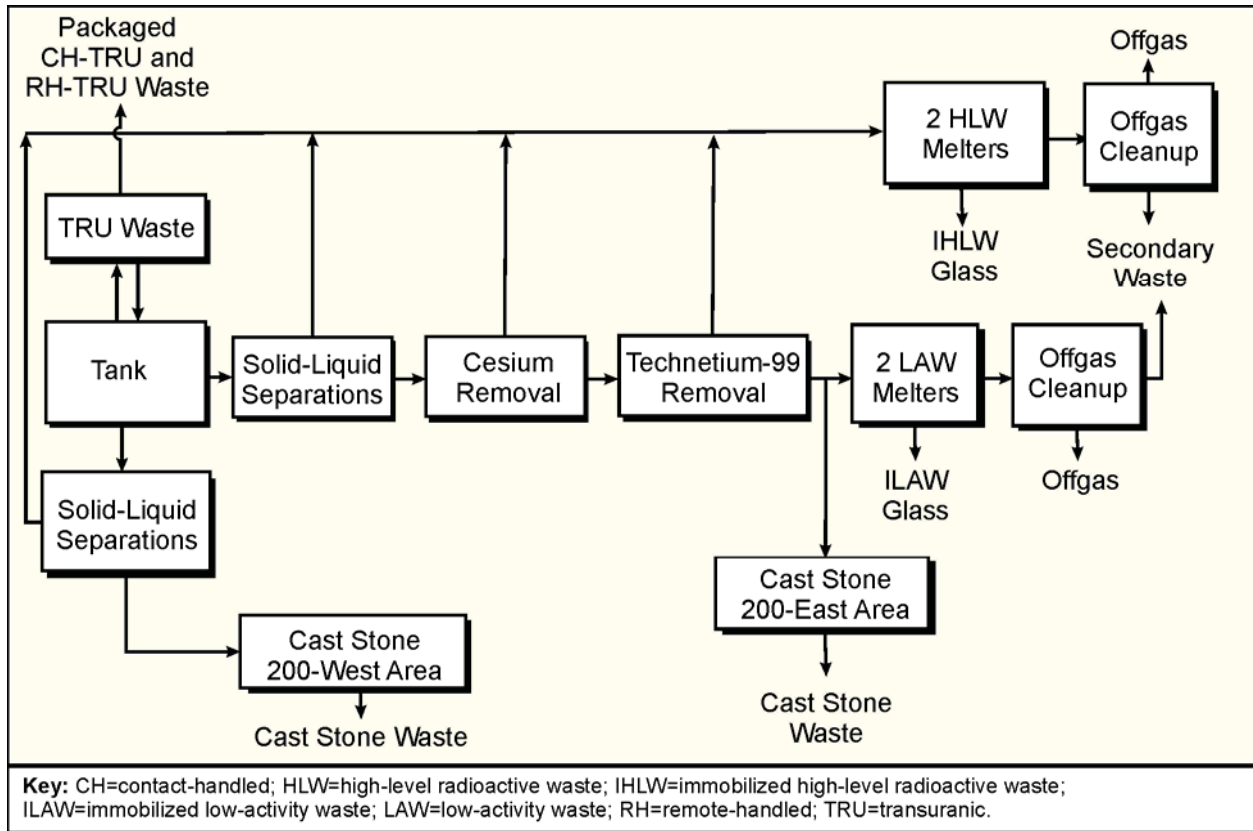 Packaged
CH-TRU and
RH-TRU Waste
Offgas
2 HLW
Melters
Offgas
Cleanup
TRU Waste
IHLW
Glass
Secondary
Waste
Tank
Solid-Liquid
Separations
Cesium
Removal
Technetium-99
Removal
2 LAW
Melters
Offgas
Cleanup
ILAW
Glass
Offgas
Solid-Liquid
Separations
Cast Stone
200-East Area
Cast Stone
200-West Area
Cast Stone
Waste
Cast Stone Waste
Key: CH=contact-handled; HLW=high-level radioactive waste; IHLW=immobilized high-level radioactive waste;
ILAW=immobilized low-activity waste; LAW=low-activity waste; RH=remote-handled; TRU=transuranic.